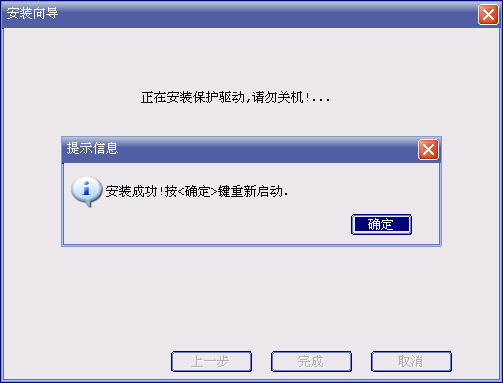 安装向导
正在安装保护驱动,请勿关机!...
提示信息
安装成功!按<确定>键重新启动.
确定
上一步
完成
取消